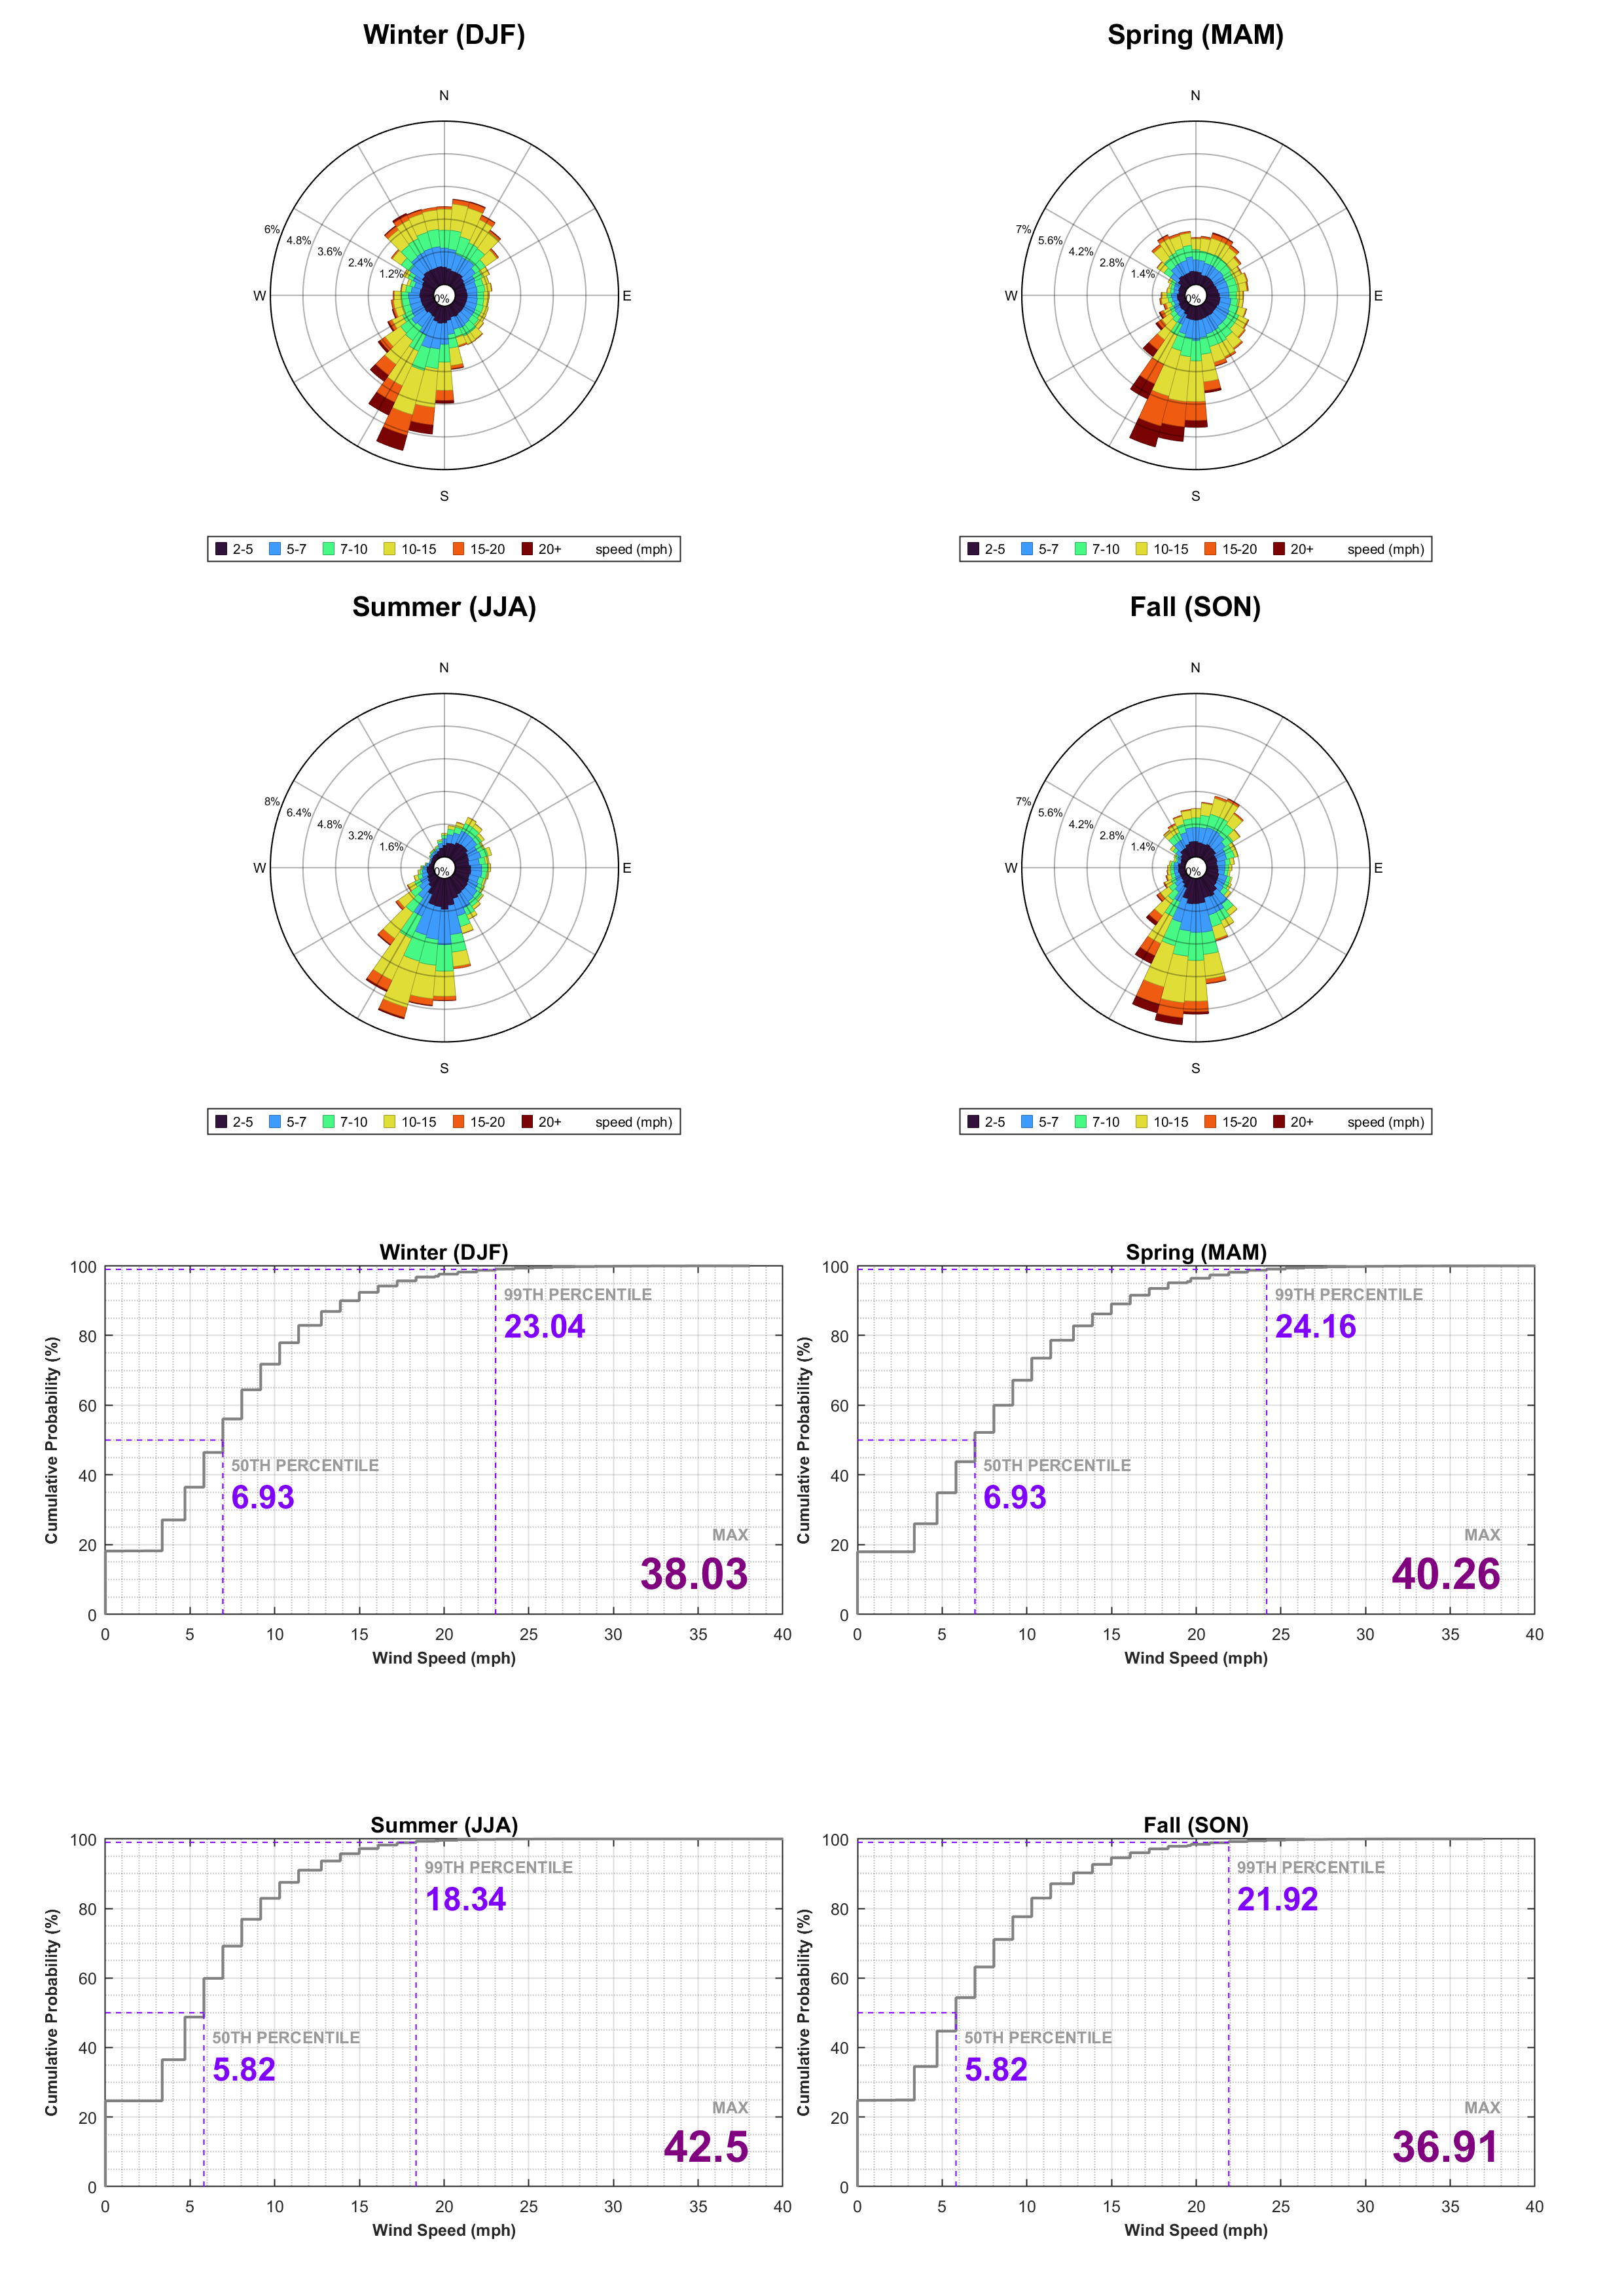 Winter (DJF)
N
6%
4.8%
3.6%
2.4%
1.2%
0%
W
E
S
2-5 5-7 7-10 10-15 15-20 20+ speed (mph)
Spring (MAM)
N
7%
5.6%
4.2%
2.8%
1.4%
0%
W
E
S
2-5 5-7 7-10 10-15 15-20 20+ speed (mph)
Summer (JJA)
N
8%
6.4%
4.8%
3.2%
1.6%
0%
W
E
S
2-5 5-7 7-10 10-15 15-20 20+ speed (mph)
Fall (SON)
N
7%
5.6%
4.2%
2.8%
1.4%
0%
W
E
S
2-5 5-7 7-10 10-15 15-20 20+ speed (mph)
Winter (DJF)
Cumulative Probability (%)
100
80
60
40
20
0
99TH PERCENTILE
23.04
50TH PERCENTILE
6.93
MAX
38.03
0 5 10 15 20 25 30 35 40
Wind Speed (mph)
Spring (MAM)
Cumulative Probability (%)
100
80
60
40
20
0
99TH PERCENTILE
24.16
50TH PERCENTILE
6.93
MAX
40.26
0 5 10 15 20 25 30 35 40
Wind Speed (mph)
Summer (JJA)
Cumulative Probability (%)
100
80
60
40
20
0
99TH PERCENTILE
18.34
50TH PERCENTILE
5.82
MAX
42.5
0 5 10 15 20 25 30 35 40
Wind Speed (mph)
Fall (SON)
Cumulative Probability (%)
100
80
60
40
20
0
99TH PERCENTILE
21.92
50TH PERCENTILE
5.82
MAX
36.91
0 5 10 15 20 25 30 35 40
Wind Speed (mph)